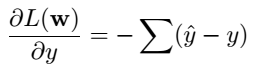 ∂L(𝐰)/∂y = − ∑(ŷ − y)